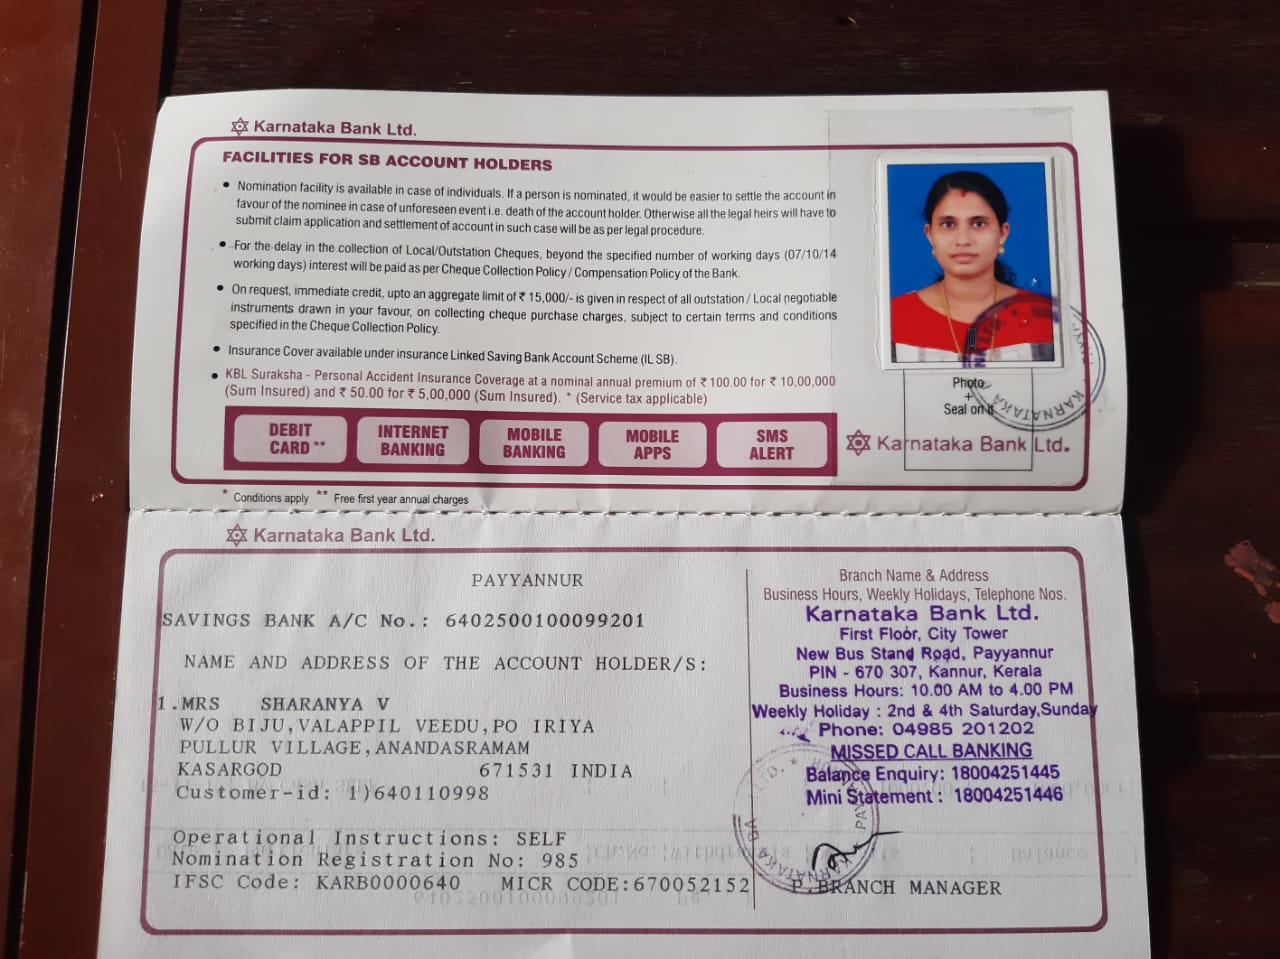 Karnataka Bank Ltd.
FACILITIES FOR SB ACCOUNT HOLDERS
• Nomination facility is available in case of individuals. If a person is nominated, it would be easier to settle the account in
favour of the nominee in case of unforeseen event i.e. death of the account holder. Otherwise all the legal heirs will have to
submit claim application and settlement of account in such case will be as per legal procedure.
• For the delay in the collection of Local/Outstation Cheques, beyond the specified number of working days (07/10/14
working days) interest will be paid as per Cheque Collection Policy / Compensation Policy of the Bank.
• On request, immediate credit, upto an aggregate limit of ₹ 15,000/- is given in respect of all outstation / Local negotiable
instruments drawn in your favour, on collecting cheque purchase charges, subject to certain terms and conditions
specified in the Cheque Collection Policy.
• Insurance Cover available under insurance Linked Saving Bank Account Scheme (IL SB).
• KBL Suraksha - Personal Accident Insurance Coverage at a nominal annual premium of ₹ 100.00 for ₹ 10,00,000
(Sum Insured) and ₹ 50.00 for ₹ 5,00,000 (Sum Insured). * (Service tax applicable)
DEBIT
CARD **
INTERNET
BANKING
MOBILE
BANKING
MOBILE
APPS
SMS
ALERT
* Conditions apply ** Free first year annual charges
Photo
+
Seal on it
KARNATAKA
Karnataka Bank Ltd.
Karnataka Bank Ltd.
PAYYANNUR
SAVINGS BANK A/C No.: 6402500100099201
NAME AND ADDRESS OF THE ACCOUNT HOLDER/S:
1.MRS SHARANYA V
W/O BIJU,VALAPPIL VEEDU,PO IRIYA
PULLUR VILLAGE,ANANDASRAMAM
KASARGOD 671531 INDIA
Customer-id: 1)640110998
Operational Instructions: SELF
Nomination Registration No: 985
IFSC Code: KARB0000640 MICR CODE:670052152
Branch Name & Address
Business Hours, Weekly Holidays, Telephone Nos.
Karnataka Bank Ltd.
First Floor, City Tower
New Bus Stand Road, Payyannur
PIN - 670 307, Kannur, Kerala
Business Hours: 10.00 AM to 4.00 PM
Weekly Holiday : 2nd & 4th Saturday,Sunday
Phone: 04985 201202
MISSED CALL BANKING
Balance Enquiry: 18004251445
Mini Statement : 18004251446
P.BRANCH MANAGER